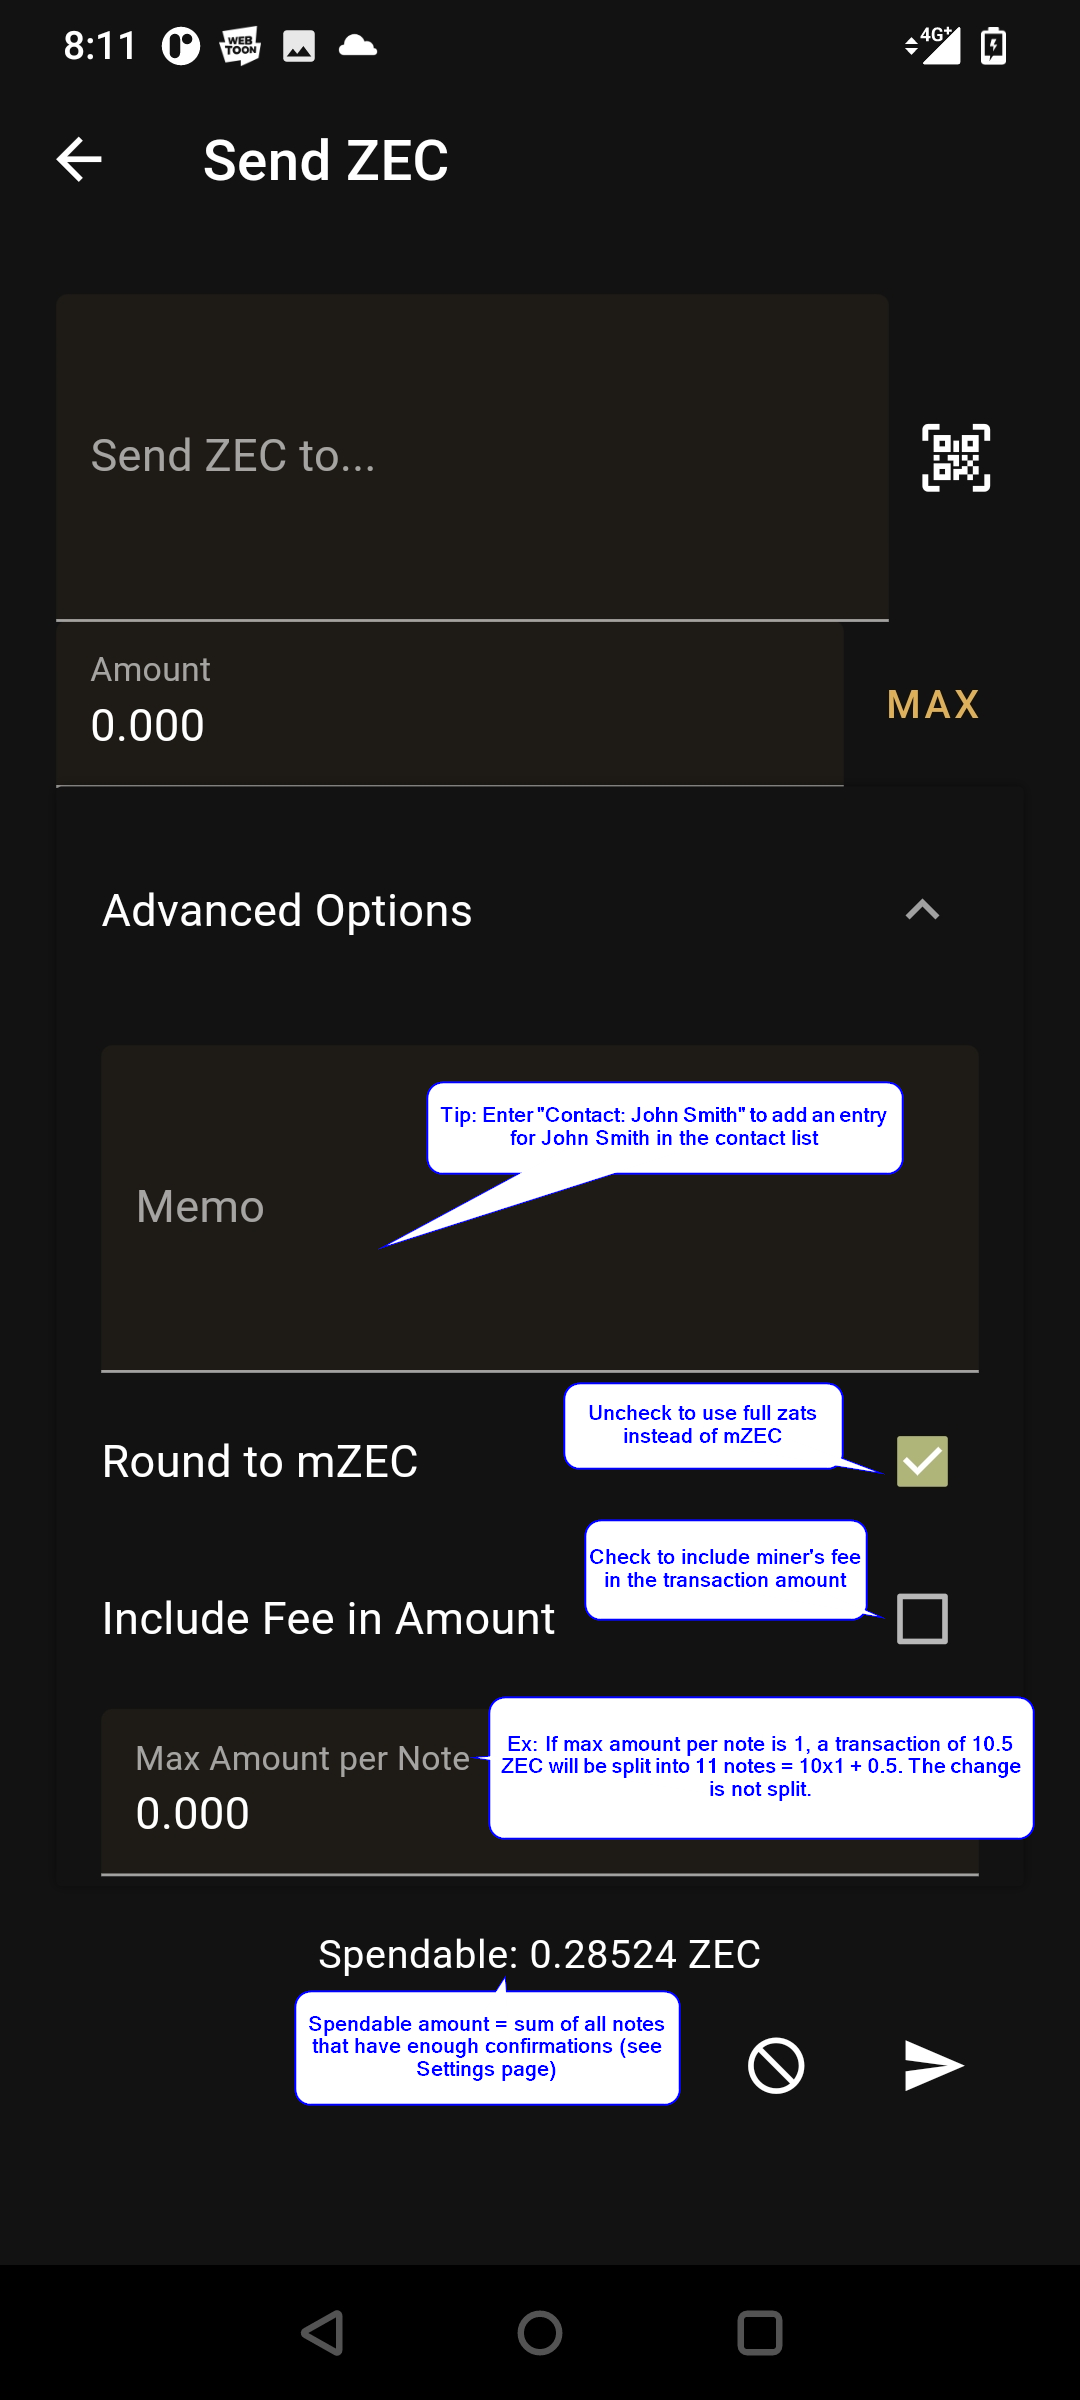 8:11
WEB
TOON
4G+
Send ZEC
Send ZEC to...
Amount
0.000
MAX
Advanced Options
Tip: Enter "Contact: John Smith" to add an entry
for John Smith in the contact list
Memo
Uncheck to use full zats
instead of mZEC
Round to mZEC
Check to include miner's fee
in the transaction amount
Include Fee in Amount
Max Amount per Note
0.000
Ex: If max amount per note is 1, a transaction of 10.5
ZEC will be split into 11 notes = 10x1 + 0.5. The change
is not split.
Spendable: 0.28524 ZEC
Spendable amount = sum of all notes
that have enough confirmations (see
Settings page)